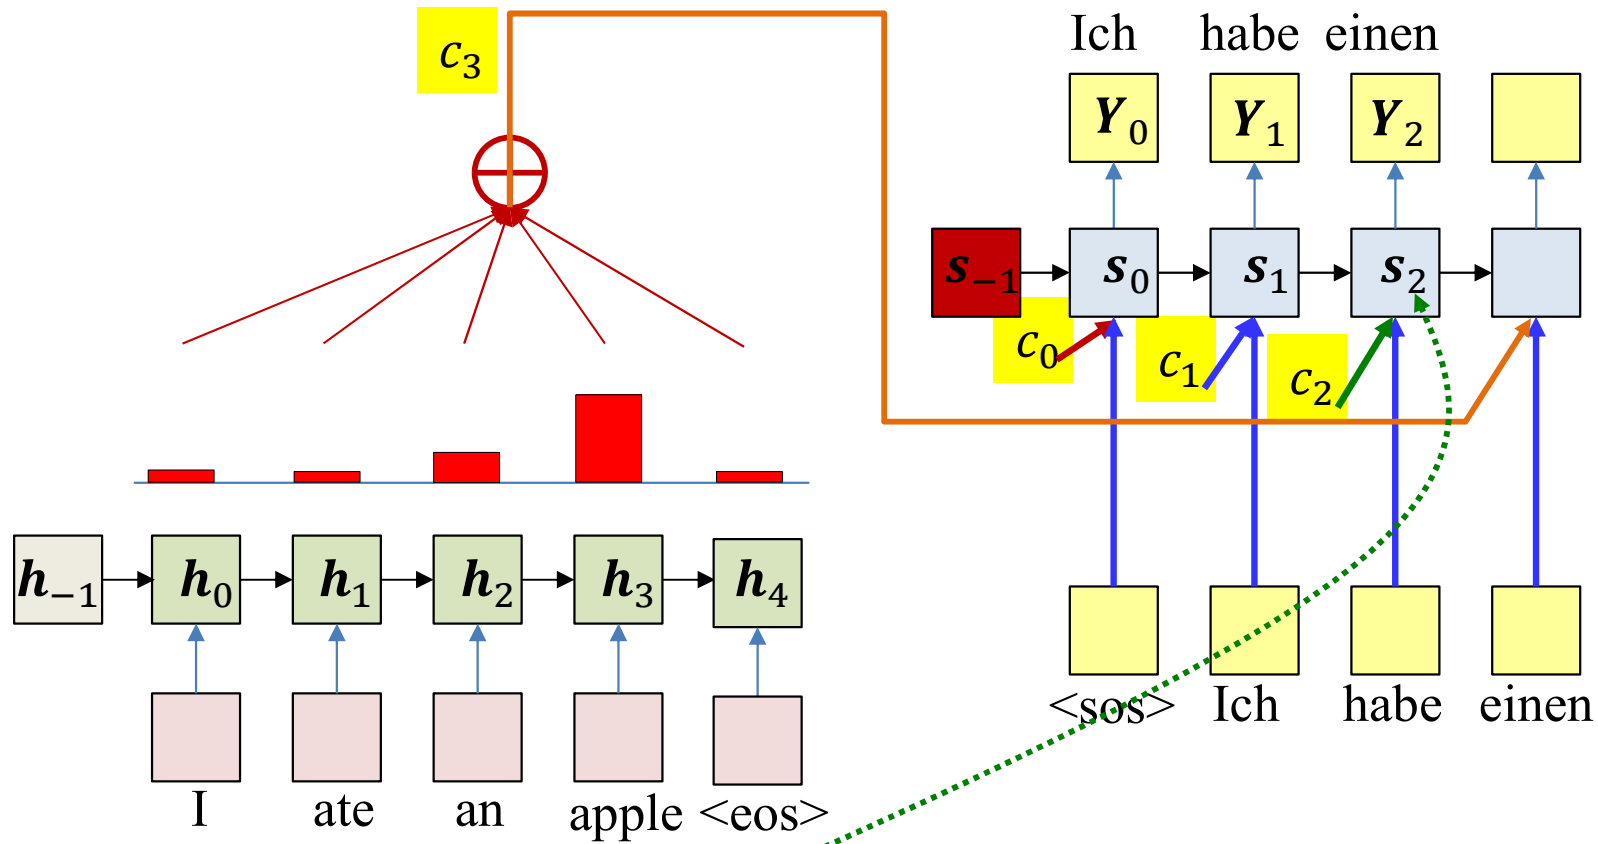 c₃
Ich habe einen
Y₀ Y₁ Y₂
s₋₁ s₀ s₁ s₂
c₀ c₁ c₂
h₋₁ h₀ h₁ h₂ h₃ h₄
<sos> Ich habe einen
I ate an apple <eos>